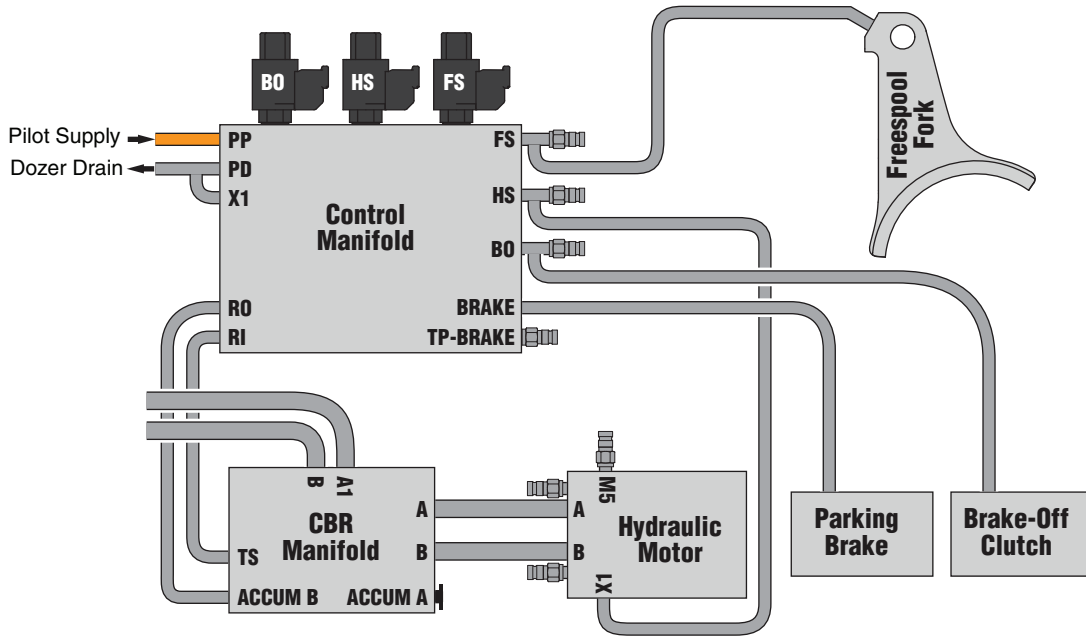 BO
HS
FS
Pilot Supply
PP
Dozer Drain
PD
X1
Control
Manifold
FS
HS
BO
RO
RI
BRAKE
TP-BRAKE
Freespool
Fork
B
A1
CBR
Manifold
TS
ACCUM B
ACCUM A
A
B
M5
A
B
LX
Hydraulic
Motor
Parking
Brake
Brake-Off
Clutch